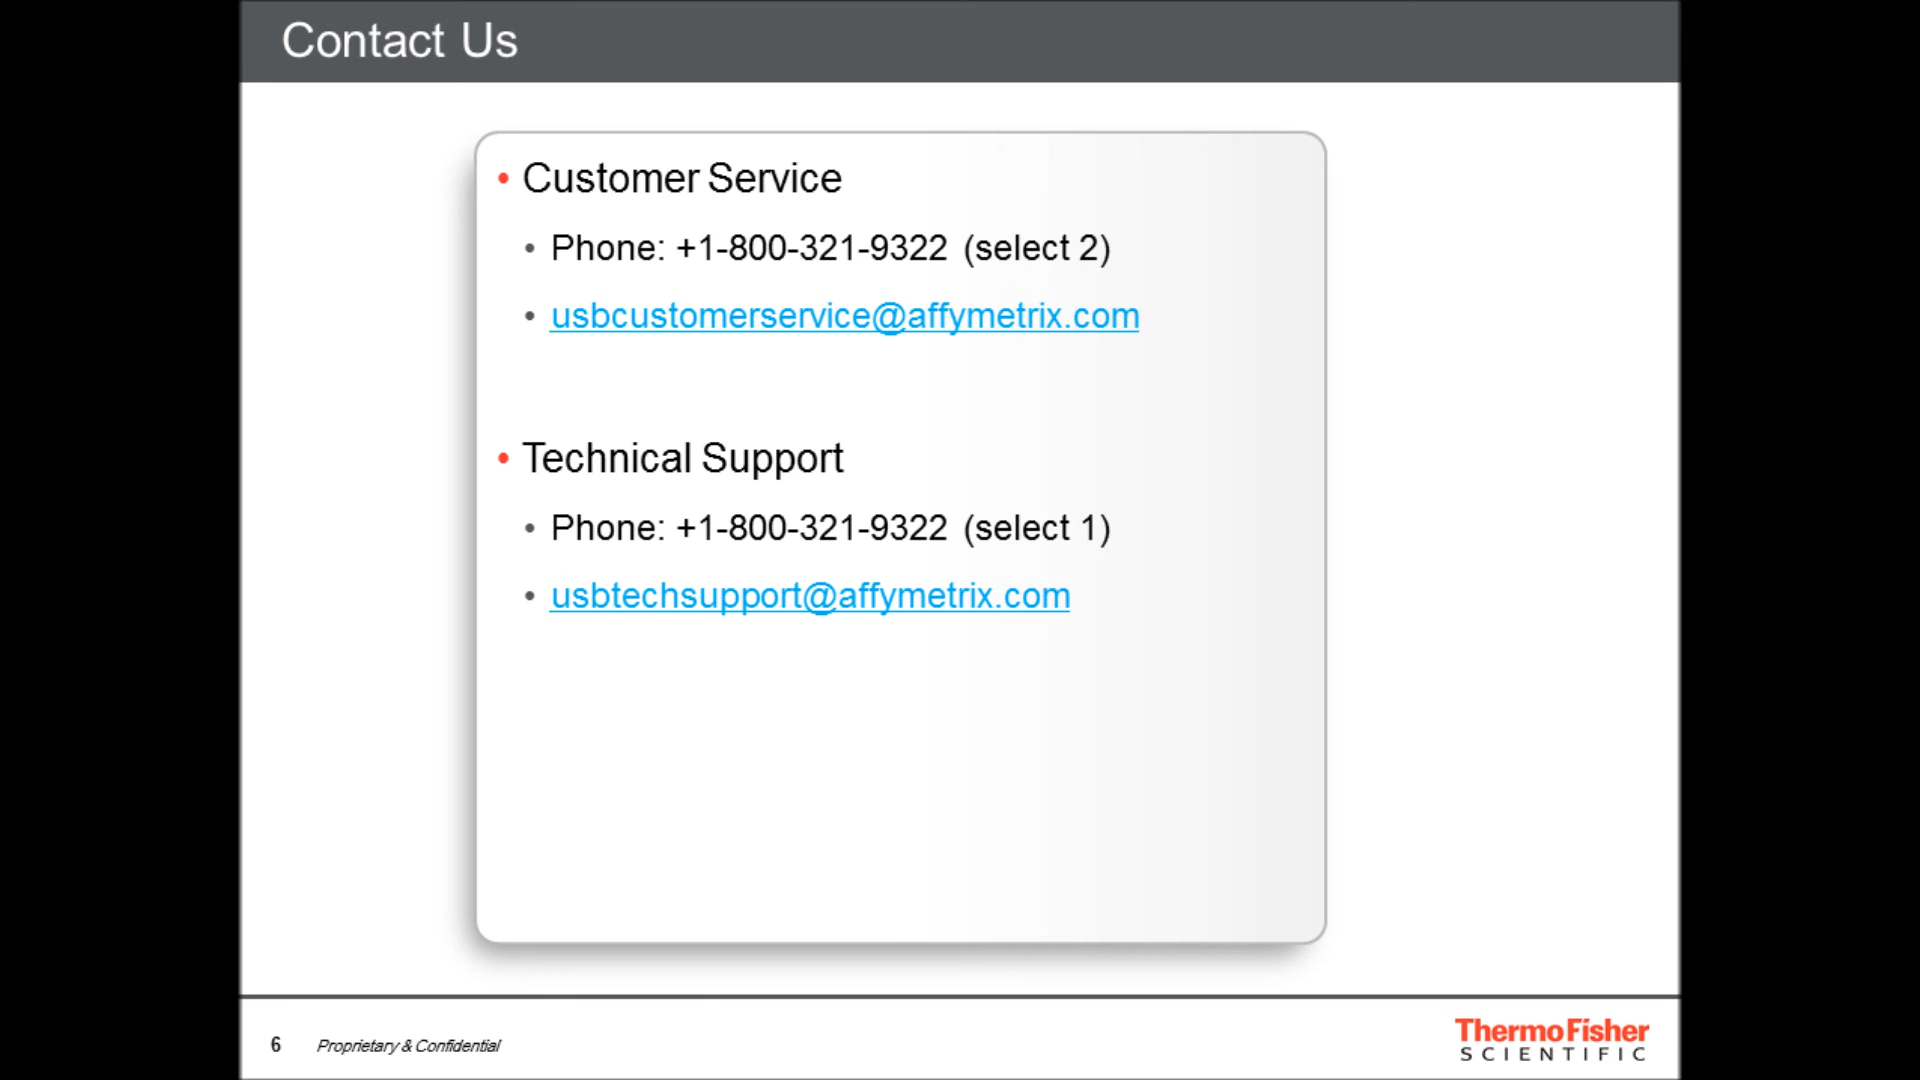 Contact Us
• Customer Service
• Phone: +1-800-321-9322 (select 2)
• usbcustomerservice@affymetrix.com
• Technical Support
• Phone: +1-800-321-9322 (select 1)
• usbtechsupport@affymetrix.com
6 Proprietary & Confidential
ThermoFisher
SCIENTIFIC